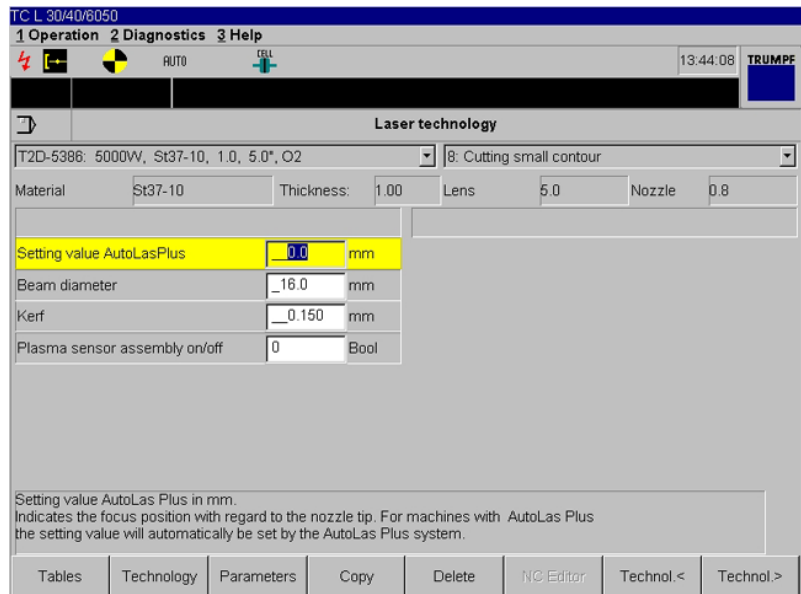 TC L 30/40/6050
1 Operation 2 Diagnostics 3 Help
AUTO CELL 13:44:08 TRUMPF
Laser technology
T2D-5386: 5000W, St37-10, 1.0, 5.0", O2 8: Cutting small contour
Material St37-10 Thickness: 1.00 Lens 5.0 Nozzle 0.8
Setting value AutoLasPlus __0.0 mm
Beam diameter _16.0 mm
Kerf __0.150 mm
Plasma sensor assembly on/off 0 Bool
Setting value AutoLas Plus in mm.
Indicates the focus position with regard to the nozzle tip. For machines with AutoLas Plus
the setting value will automatically be set by the AutoLas Plus system.
Tables Technology Parameters Copy Delete NC Editor Technol.< Technol.>